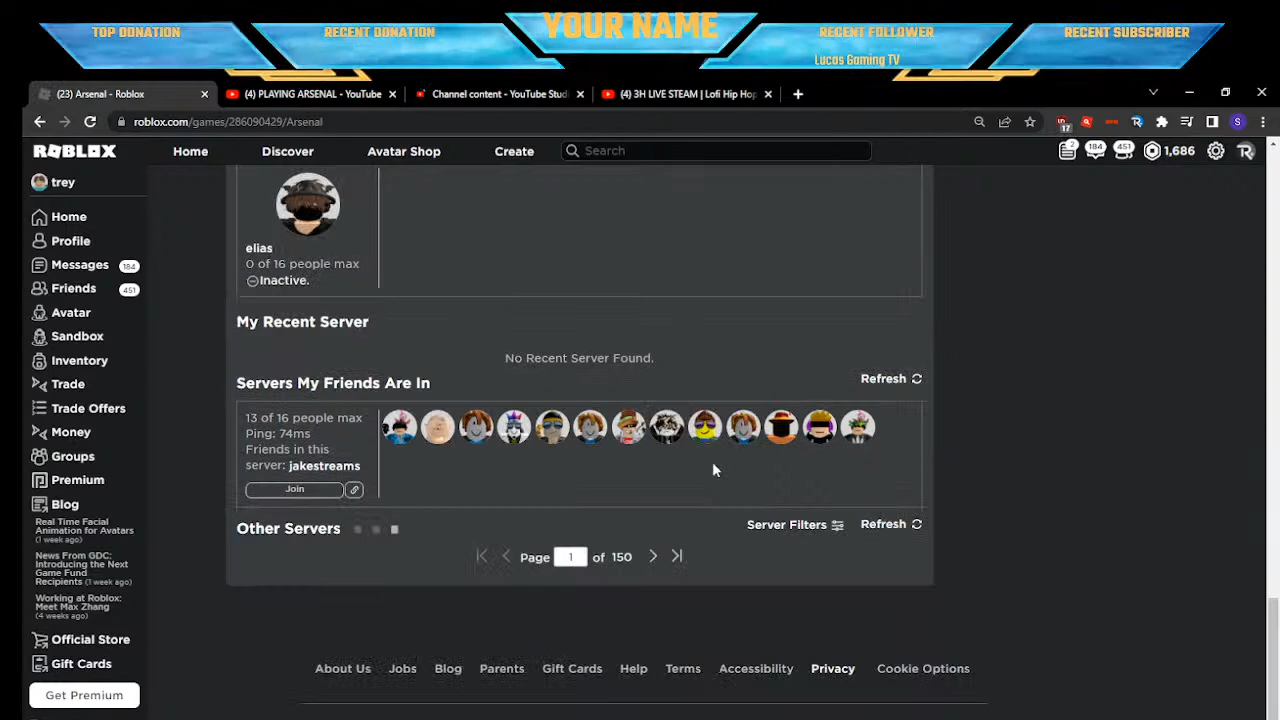 TOP DONATION
RECENT DONATION
YOUR NAME
RECENT FOLLOWER
RECENT SUBSCRIBER
Lucas Gaming TV
(23) Arsenal - Roblox
(4) PLAYING ARSENAL - YouTube
Channel content - YouTube Studi
(4) 3H LIVE STEAM | Lofi Hip Hop
roblox.com/games/286090429/Arsenal
17
S
ROBLOX
Home
Discover
Avatar Shop
Create
Search
2
184
451
1,686
trey
Home
Profile
Messages 184
Friends 451
Avatar
Sandbox
Inventory
Trade
Trade Offers
Money
Groups
Premium
Blog
Real Time Facial
Animation for Avatars
(1 week ago)
News From GDC:
Introducing the Next
Game Fund
Recipients (1 week ago)
Working at Roblox:
Meet Max Zhang
(4 weeks ago)
Official Store
Gift Cards
Get Premium
elias
0 of 16 people max
Inactive.
My Recent Server
No Recent Server Found.
Servers My Friends Are In
Refresh
13 of 16 people max
Ping: 74ms
Friends in this
server: jakestreams
Join
Other Servers
Server Filters
Refresh
Page 1 of 150
About Us
Jobs
Blog
Parents
Gift Cards
Help
Terms
Accessibility
Privacy
Cookie Options